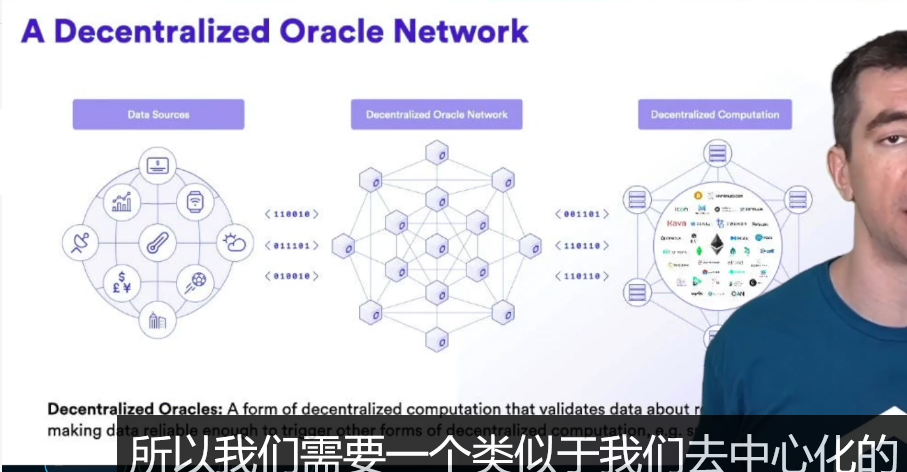 A Decentralized Oracle Network
Data Sources
Decentralized Oracle Network
Decentralized Computation
$
$
£ ¥
110010
011101
010010
001101
110110
110110
Kava
Decentralized Oracles: A form of decentralized computation that validates data about
making data reliable enough to trigger other forms of decentralized computation, e.g.
所以我们需要一个类似于我们去中心化的